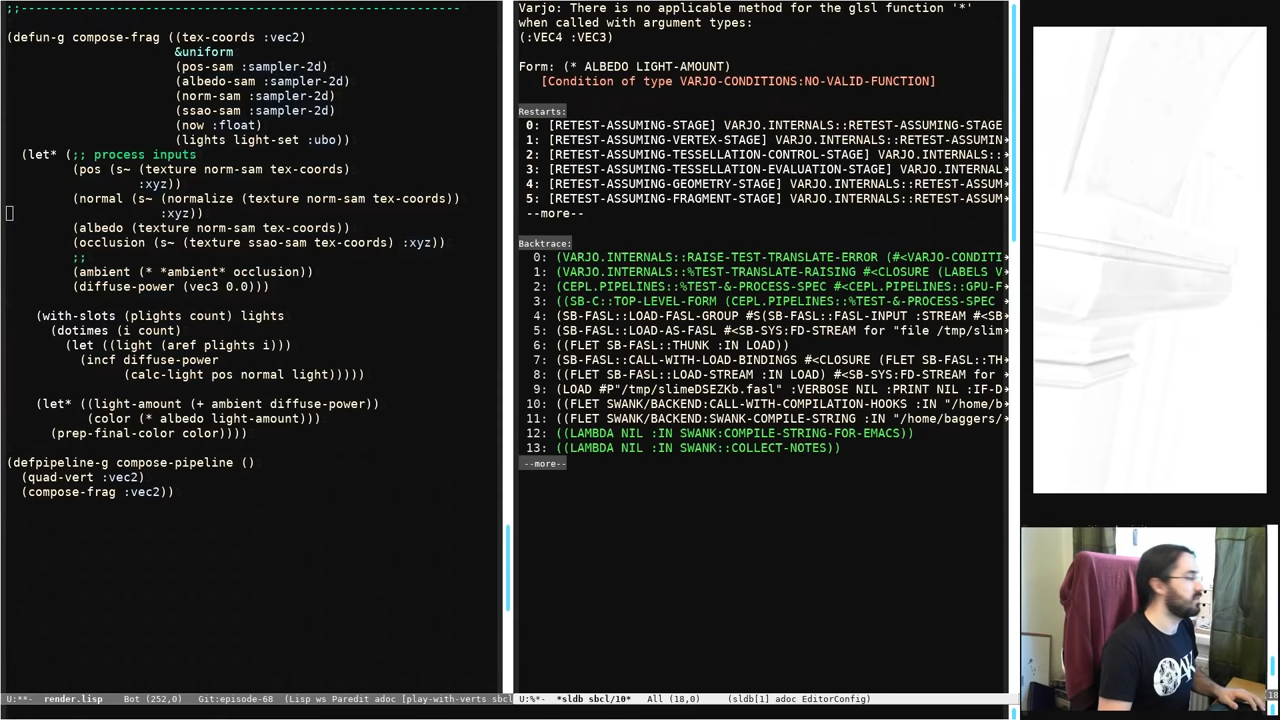 ;;-----------------------------------------------------------
(defun-g compose-frag ((tex-coords :vec2)
&uniform
(pos-sam :sampler-2d)
(albedo-sam :sampler-2d)
(norm-sam :sampler-2d)
(ssao-sam :sampler-2d)
(now :float)
(lights light-set :ubo))
(let* (;; process inputs
(pos (s~ (texture norm-sam tex-coords)
:xyz))
(normal (s~ (normalize (texture norm-sam tex-coords))
:xyz))
(albedo (texture norm-sam tex-coords))
(occlusion (s~ (texture ssao-sam tex-coords) :xyz))
;;
(ambient (* *ambient* occlusion))
(diffuse-power (vec3 0.0)))
(with-slots (plights count) lights
(dotimes (i count)
(let ((light (aref plights i)))
(incf diffuse-power
(calc-light pos normal light)))))
(let* ((light-amount (+ ambient diffuse-power))
(color (* albedo light-amount)))
(prep-final-color color))))
(defpipeline-g compose-pipeline ()
(quad-vert :vec2)
(compose-frag :vec2))
U:**- render.lisp Bot (252,0) Git:episode-68 (Lisp ws Paredit adoc [play-with-verts sbcl
Varjo: There is no applicable method for the glsl function '*'
when called with argument types:
(:VEC4 :VEC3)
Form: (* ALBEDO LIGHT-AMOUNT)
[Condition of type VARJO-CONDITIONS:NO-VALID-FUNCTION]
Restarts:
0: [RETEST-ASSUMING-STAGE] VARJO.INTERNALS::RETEST-ASSUMING-STAGE
1: [RETEST-ASSUMING-VERTEX-STAGE] VARJO.INTERNALS::RETEST-ASSUMIN
2: [RETEST-ASSUMING-TESSELLATION-CONTROL-STAGE] VARJO.INTERNALS::
3: [RETEST-ASSUMING-TESSELLATION-EVALUATION-STAGE] VARJO.INTERNAL
4: [RETEST-ASSUMING-GEOMETRY-STAGE] VARJO.INTERNALS::RETEST-ASSUM
5: [RETEST-ASSUMING-FRAGMENT-STAGE] VARJO.INTERNALS::RETEST-ASSUM
--more--
Backtrace:
0: (VARJO.INTERNALS::RAISE-TEST-TRANSLATE-ERROR (#<VARJO-CONDITI
1: (VARJO.INTERNALS::%TEST-TRANSLATE-RAISING #<CLOSURE (LABELS V
2: (CEPL.PIPELINES::%TEST-&-PROCESS-SPEC #<CEPL.PIPELINES::GPU-F
3: ((SB-C::TOP-LEVEL-FORM (CEPL.PIPELINES::%TEST-&-PROCESS-SPEC
4: (SB-FASL::LOAD-FASL-GROUP #S(SB-FASL::FASL-INPUT :STREAM #<SB
5: (SB-FASL::LOAD-AS-FASL #<SB-SYS:FD-STREAM for "file /tmp/slim
6: ((FLET SB-FASL::THUNK :IN LOAD))
7: (SB-FASL::CALL-WITH-LOAD-BINDINGS #<CLOSURE (FLET SB-FASL::TH
8: ((FLET SB-FASL::LOAD-STREAM :IN LOAD) #<SB-SYS:FD-STREAM for
9: (LOAD #P"/tmp/slimeDSEZKb.fasl" :VERBOSE NIL :PRINT NIL :IF-D
10: ((FLET SWANK/BACKEND:CALL-WITH-COMPILATION-HOOKS :IN "/home/b
11: ((FLET SWANK/BACKEND:SWANK-COMPILE-STRING :IN "/home/baggers/
12: ((LAMBDA NIL :IN SWANK:COMPILE-STRING-FOR-EMACS))
13: ((LAMBDA NIL :IN SWANK::COLLECT-NOTES))
--more--
U:%*- *sldb sbcl/10* All (18,0) (sldb[1] adoc EditorConfig)
18